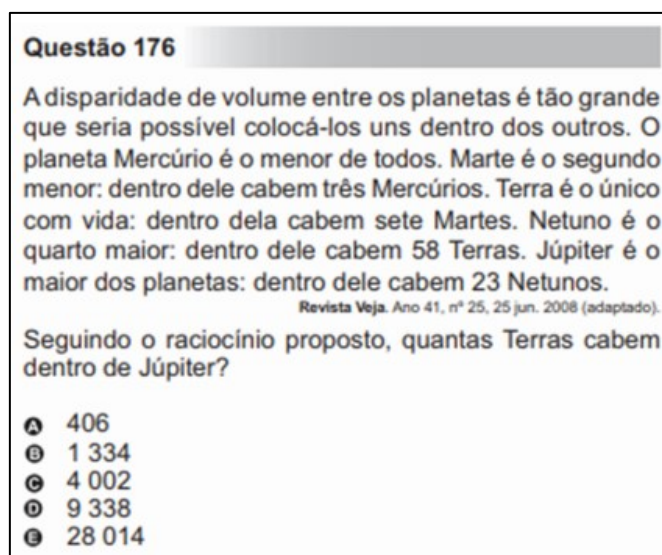 Questão 176
A disparidade de volume entre os planetas é tão grande
que seria possível colocá-los uns dentro dos outros. O
planeta Mercúrio é o menor de todos. Marte é o segundo
menor: dentro dele cabem três Mercúrios. Terra é o único
com vida: dentro dela cabem sete Martes. Netuno é o
quarto maior: dentro dele cabem 58 Terras. Júpiter é o
maior dos planetas: dentro dele cabem 23 Netunos.
Revista Veja. Ano 41, nº 25, 25 jun. 2008 (adaptado).
Seguindo o raciocínio proposto, quantas Terras cabem
dentro de Júpiter?
A 406
B 1 334
C 4 002
D 9 338
E 28 014